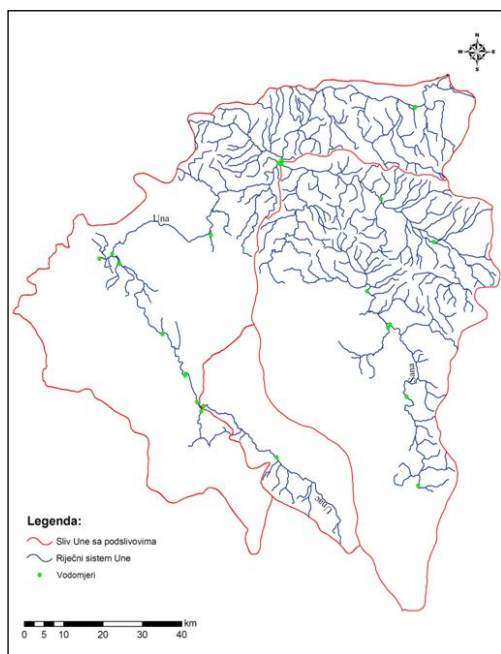 N
W E
S
Una
Sana
Unac
Legenda:
Sliv Une sa podslivovima
Riječni sistem Une
Vodomjeri
km
0 5 10 20 30 40